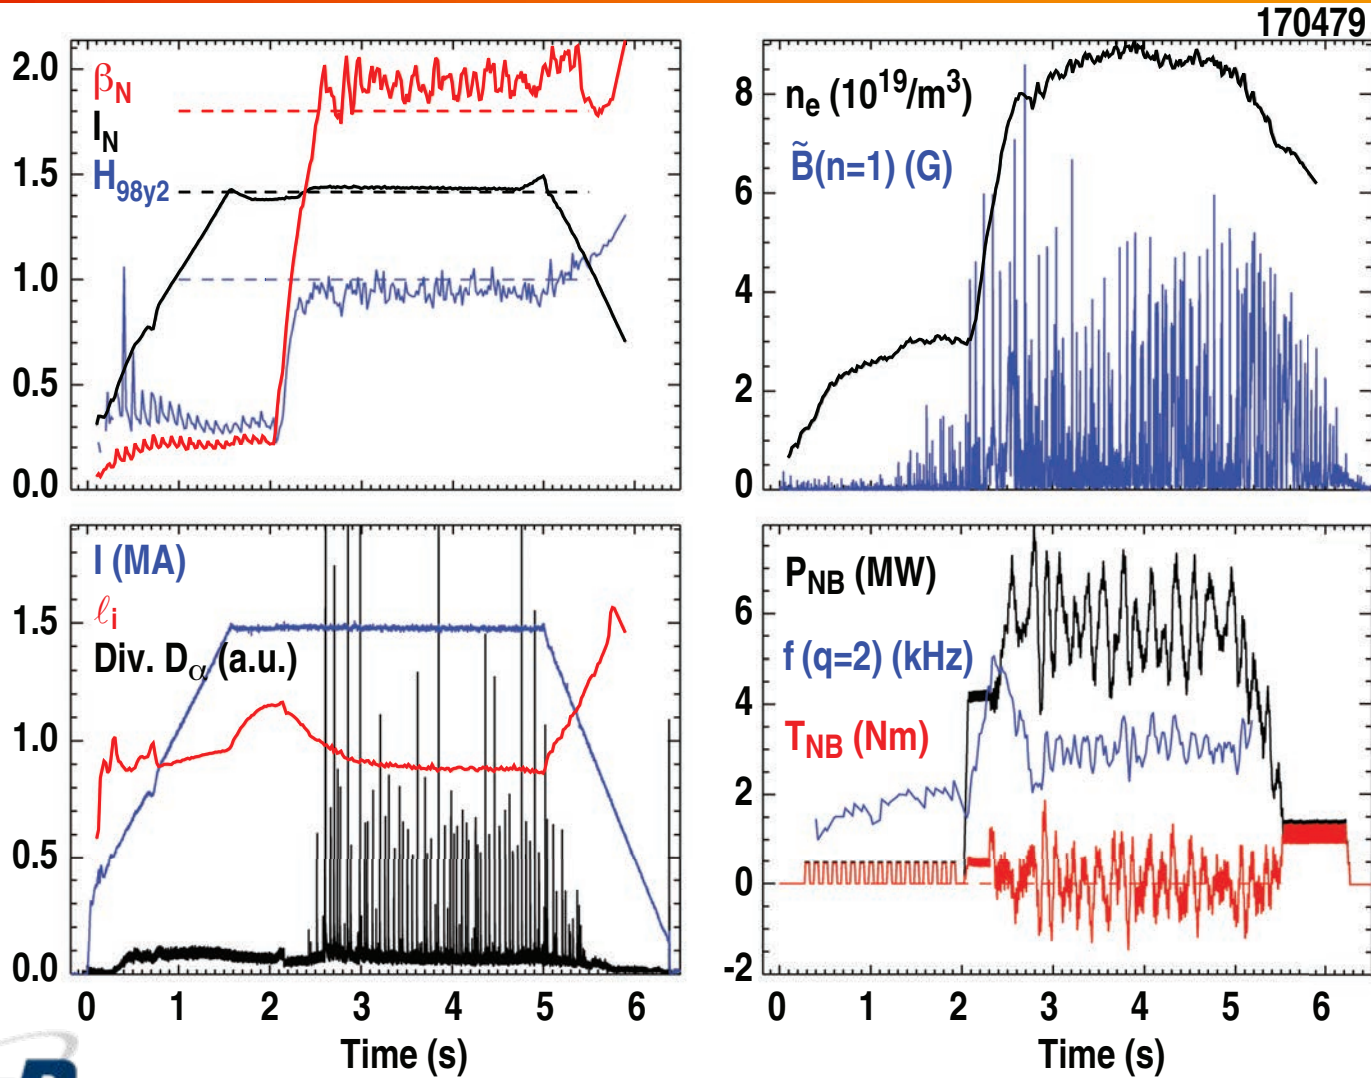 170479
2.0
1.5
1.0
0.5
0.0
βN
IN
H98y2
8
6
4
2
0
ne (10^19/m^3)
B̃(n=1) (G)
1.5
1.0
0.5
0.0
I (MA)
ℓi
Div. Dα (a.u.)
0 1 2 3 4 5 6
Time (s)
6
4
2
0
-2
PNB (MW)
f (q=2) (kHz)
TNB (Nm)
0 1 2 3 4 5 6
Time (s)